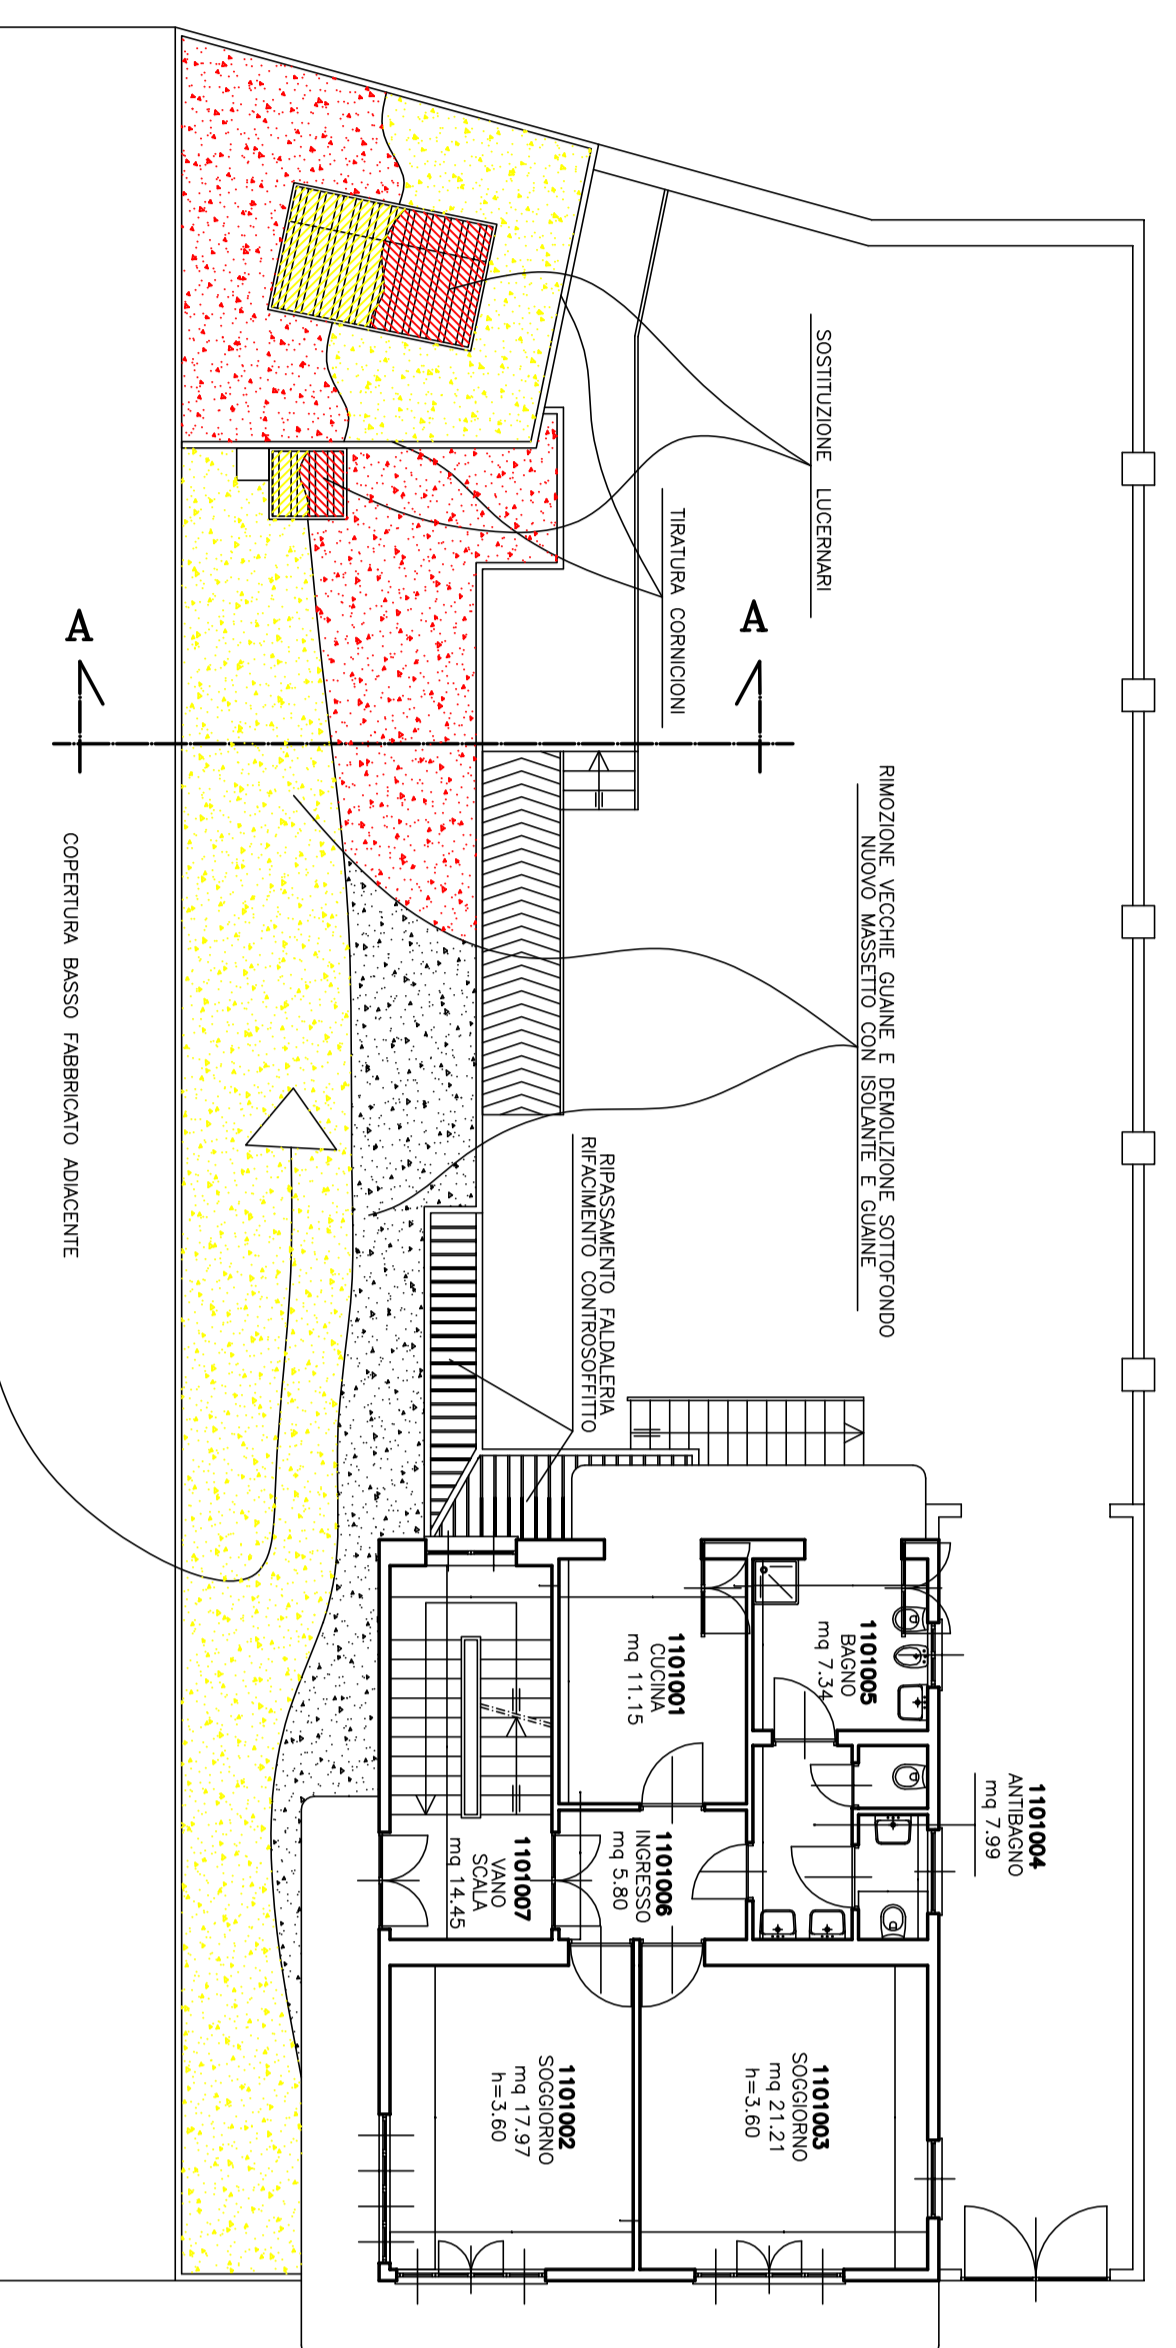 SOSTITUZIONE LUCERNARI
TIRATURA CORNICIONI
A
A
RIMOZIONE VECCHIE GUAINE E DEMOLIZIONE SOTTOFONDO
NUOVO MASSETTO CON ISOLANTE E GUAINE
COPERTURA BASSO FABBRICATO ADIACENTE
RIPASSAMENTO FALDALERIA
RIFACIMENTO CONTROSOFFITTO
1101005
BAGNO
mq 7.34
1101001
CUCINA
mq 11.15
1101004
ANTIBAGNO
mq 7.99
1101006
INGRESSO
mq 5.80
1101007
VANO
SCALA
mq 14.45
1101003
SOGGIORNO
mq 21.21
h=3.60
1101002
SOGGIORNO
mq 17.97
h=3.60